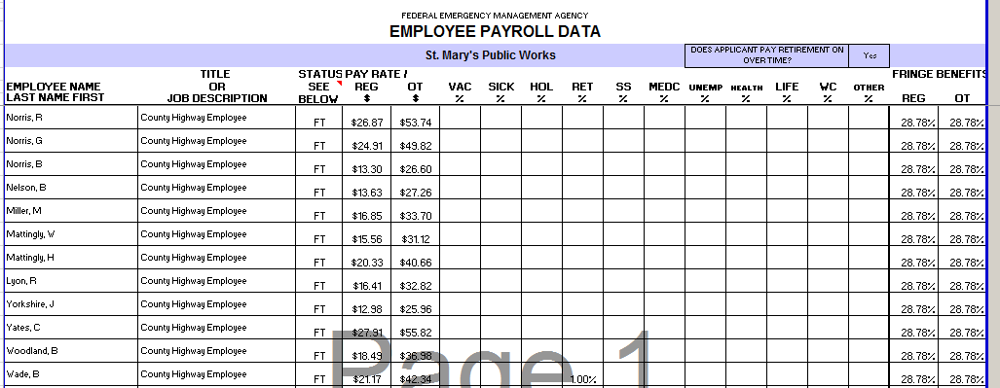 FEDERAL EMERGENCY MANAGEMENT AGENCY
EMPLOYEE PAYROLL DATA
St. Mary's Public Works DOES APPLICANT PAY RETIREMENT ON OVER TIME? Yes
TITLE STATUS PAY RATE / FRINGE BENEFITS
EMPLOYEE NAME OR SEE REG OT VAC SICK HOL RET SS MEDC UNEMP HEALTH LIFE WC OTHER
LAST NAME FIRST JOB DESCRIPTION BELOW $ $ % % % % % % % % % % % REG OT
Norris, R County Highway Employee FT $26.87 $53.74 28.78% 28.78%
Norris, G County Highway Employee FT $24.91 $49.82 28.78% 28.78%
Norris, B County Highway Employee FT $13.30 $26.60 28.78% 28.78%
Nelson, B County Highway Employee FT $13.63 $27.26 28.78% 28.78%
Miller, M County Highway Employee FT $16.85 $33.70 28.78% 28.78%
Mattingly, W County Highway Employee FT $15.56 $31.12 28.78% 28.78%
Mattingly, H County Highway Employee FT $20.33 $40.66 28.78% 28.78%
Lyon, R County Highway Employee FT $16.41 $32.82 28.78% 28.78%
Yorkshire, J County Highway Employee FT $12.98 $25.96 28.78% 28.78%
Yates, C County Highway Employee FT $27.91 $55.82 28.78% 28.78%
Woodland, B County Highway Employee FT $18.49 $36.98 28.78% 28.78%
Wade, B County Highway Employee FT $21.17 $42.34 1.00% 28.78% 28.78%
Page 1